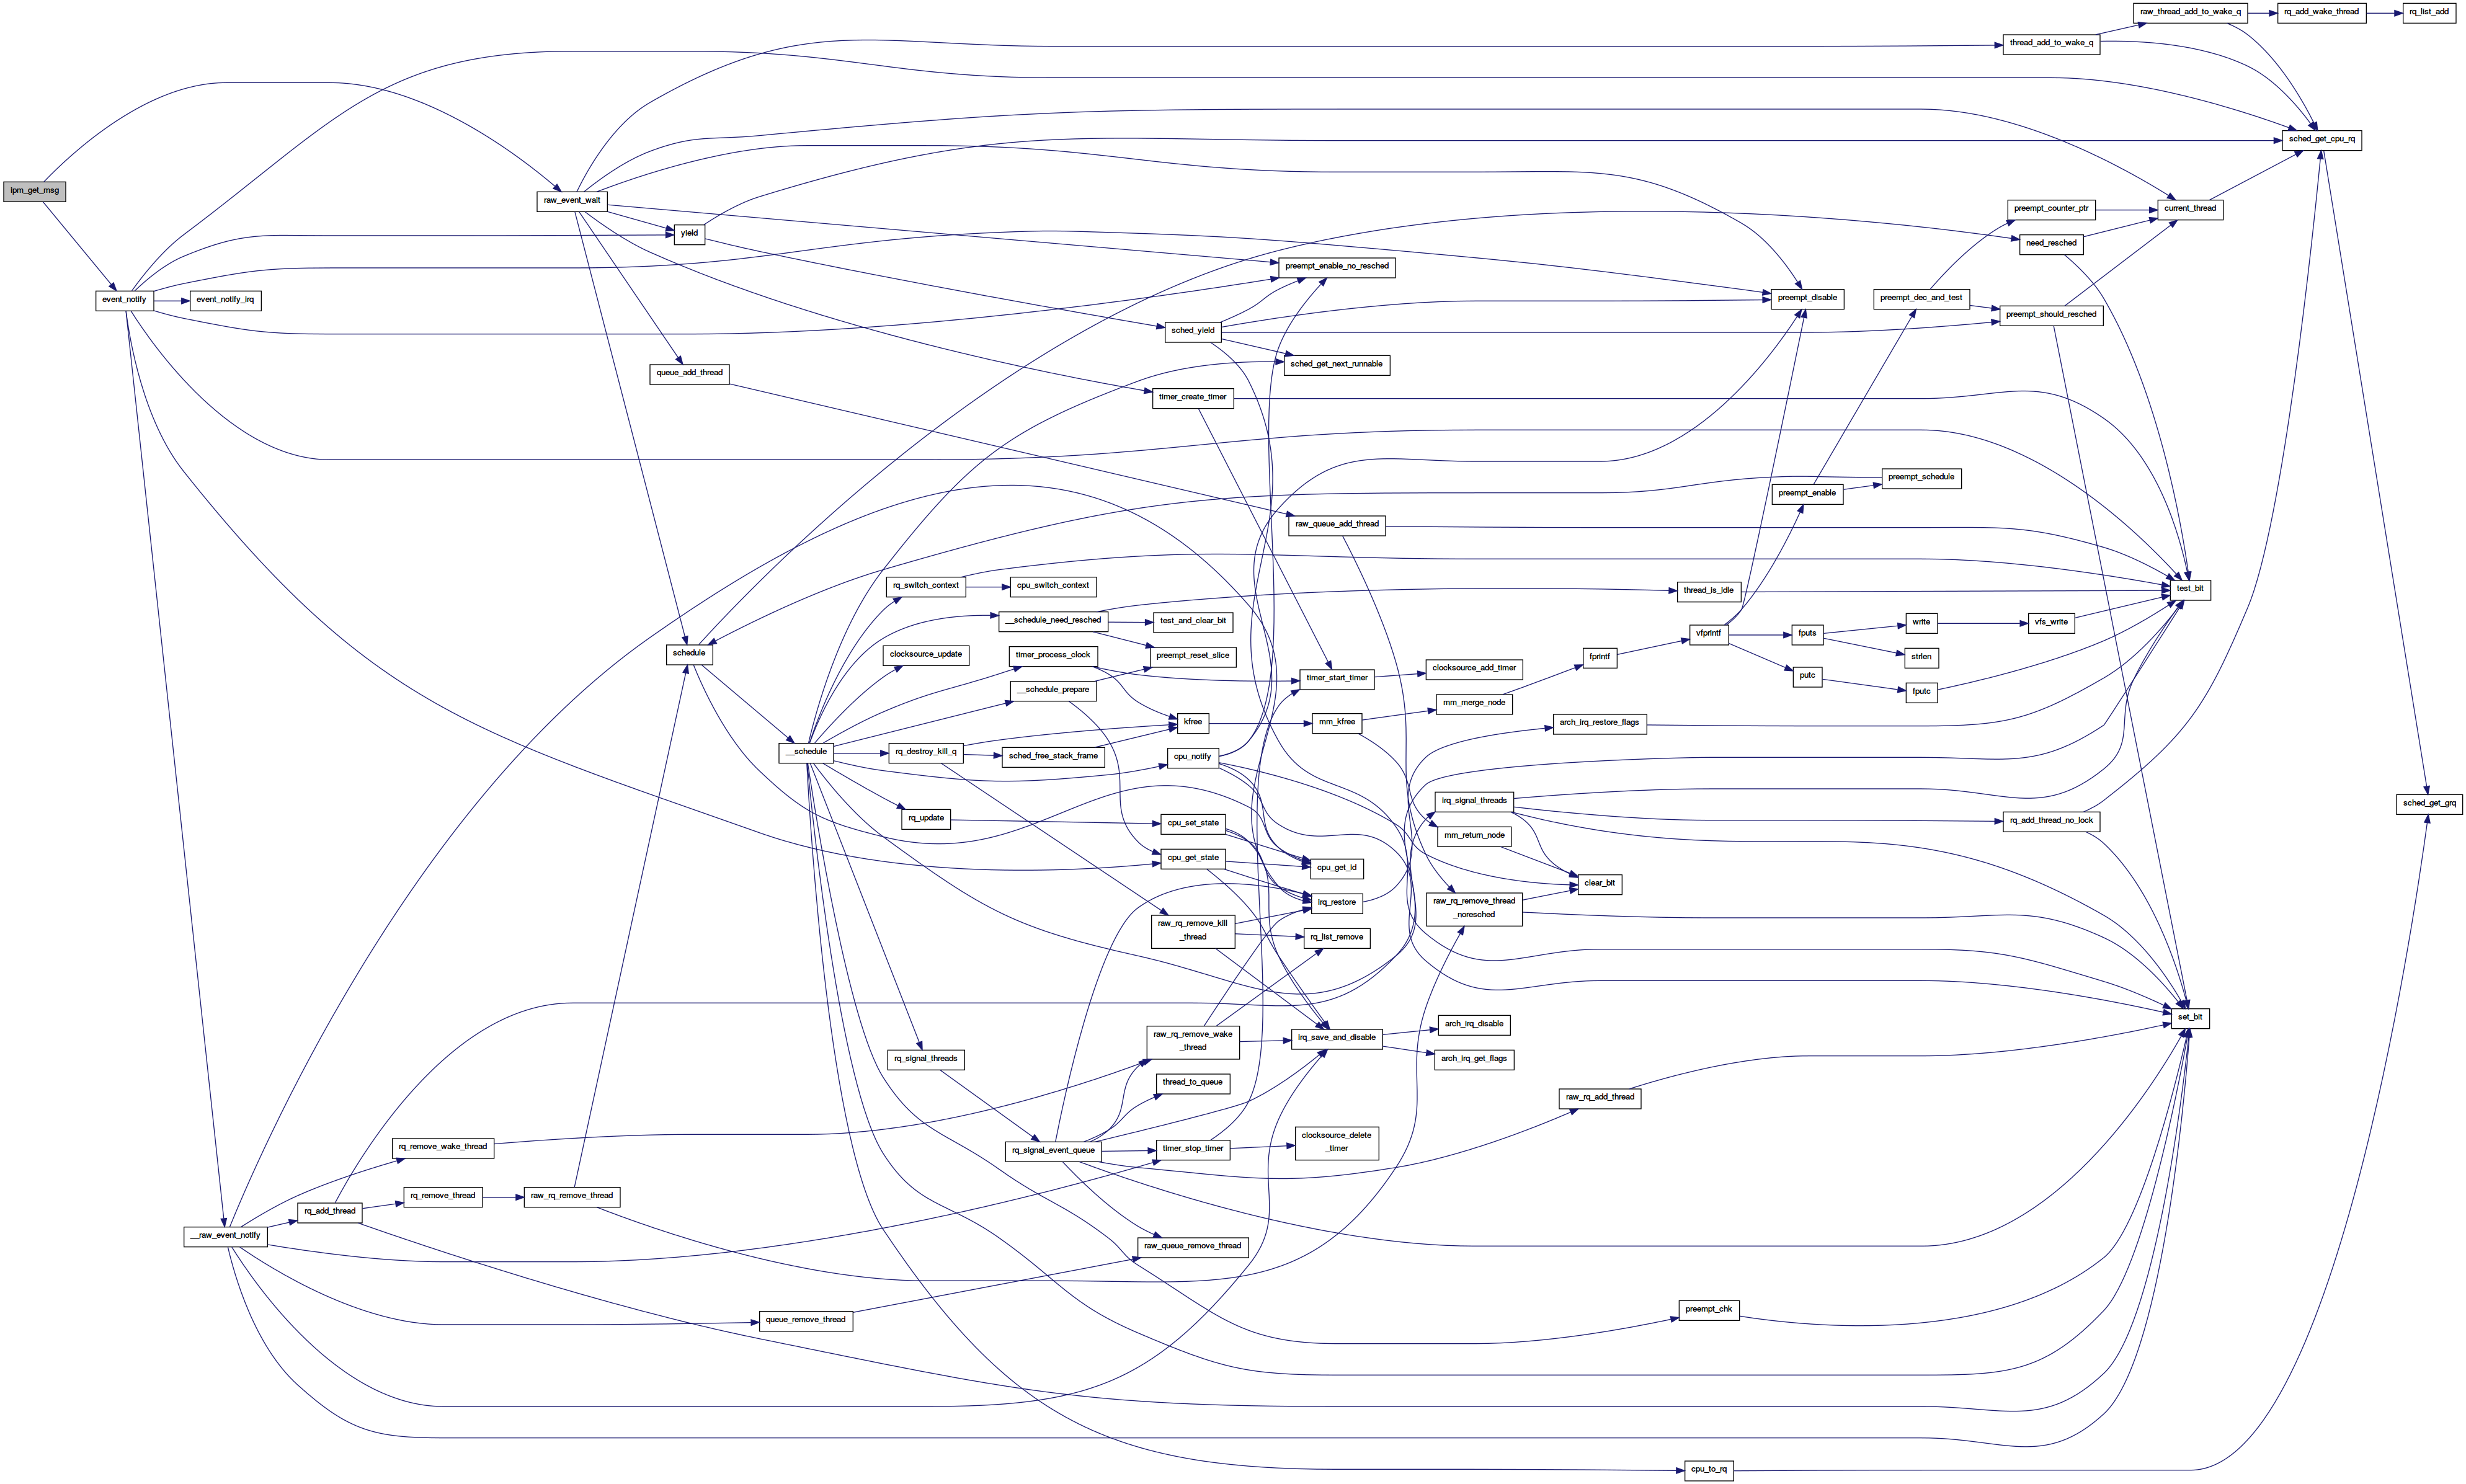 ipm_get_msg
event_notify
event_notify_irq
__raw_event_notify
rq_remove_wake_thread
rq_add_thread
rq_remove_thread
raw_rq_remove_thread
raw_event_wait
yield
queue_add_thread
schedule
__schedule
queue_remove_thread
rq_switch_context
cpu_switch_context
__schedule_need_resched
test_and_clear_bit
clocksource_update
timer_process_clock
preempt_reset_slice
__schedule_prepare
rq_destroy_kill_q
sched_free_stack_frame
kfree
cpu_notify
rq_update
cpu_set_state
cpu_get_state
raw_rq_remove_kill
_thread
rq_signal_threads
raw_rq_remove_wake
_thread
thread_to_queue
rq_signal_event_queue
timer_stop_timer
clocksource_delete
_timer
raw_queue_remove_thread
preempt_enable_no_resched
sched_yield
sched_get_next_runnable
timer_create_timer
raw_queue_add_thread
timer_start_timer
clocksource_add_timer
mm_kfree
mm_merge_node
irq_signal_threads
mm_return_node
cpu_get_id
irq_restore
raw_rq_remove_thread
_noresched
rq_list_remove
irq_save_and_disable
arch_irq_disable
arch_irq_get_flags
clear_bit
arch_irq_restore_flags
fprintf
raw_rq_add_thread
thread_is_idle
vfprintf
preempt_chk
cpu_to_rq
preempt_disable
preempt_enable
preempt_schedule
fputs
putc
write
strlen
fputc
vfs_write
preempt_dec_and_test
preempt_counter_ptr
need_resched
preempt_should_resched
current_thread
thread_add_to_wake_q
raw_thread_add_to_wake_q
rq_add_wake_thread
rq_list_add
sched_get_cpu_rq
test_bit
rq_add_thread_no_lock
sched_get_grq
set_bit